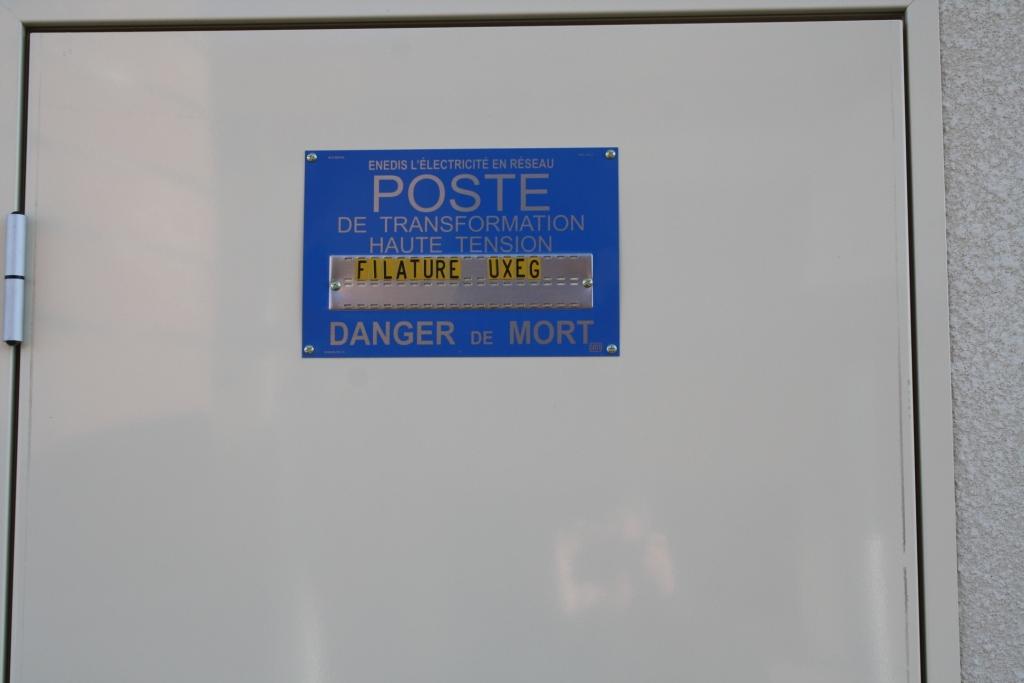 ENEDIS L'ÉLECTRICITÉ EN RÉSEAU
POSTE
DE TRANSFORMATION
HAUTE TENSION
FILATURE UXEG
DANGER DE MORT